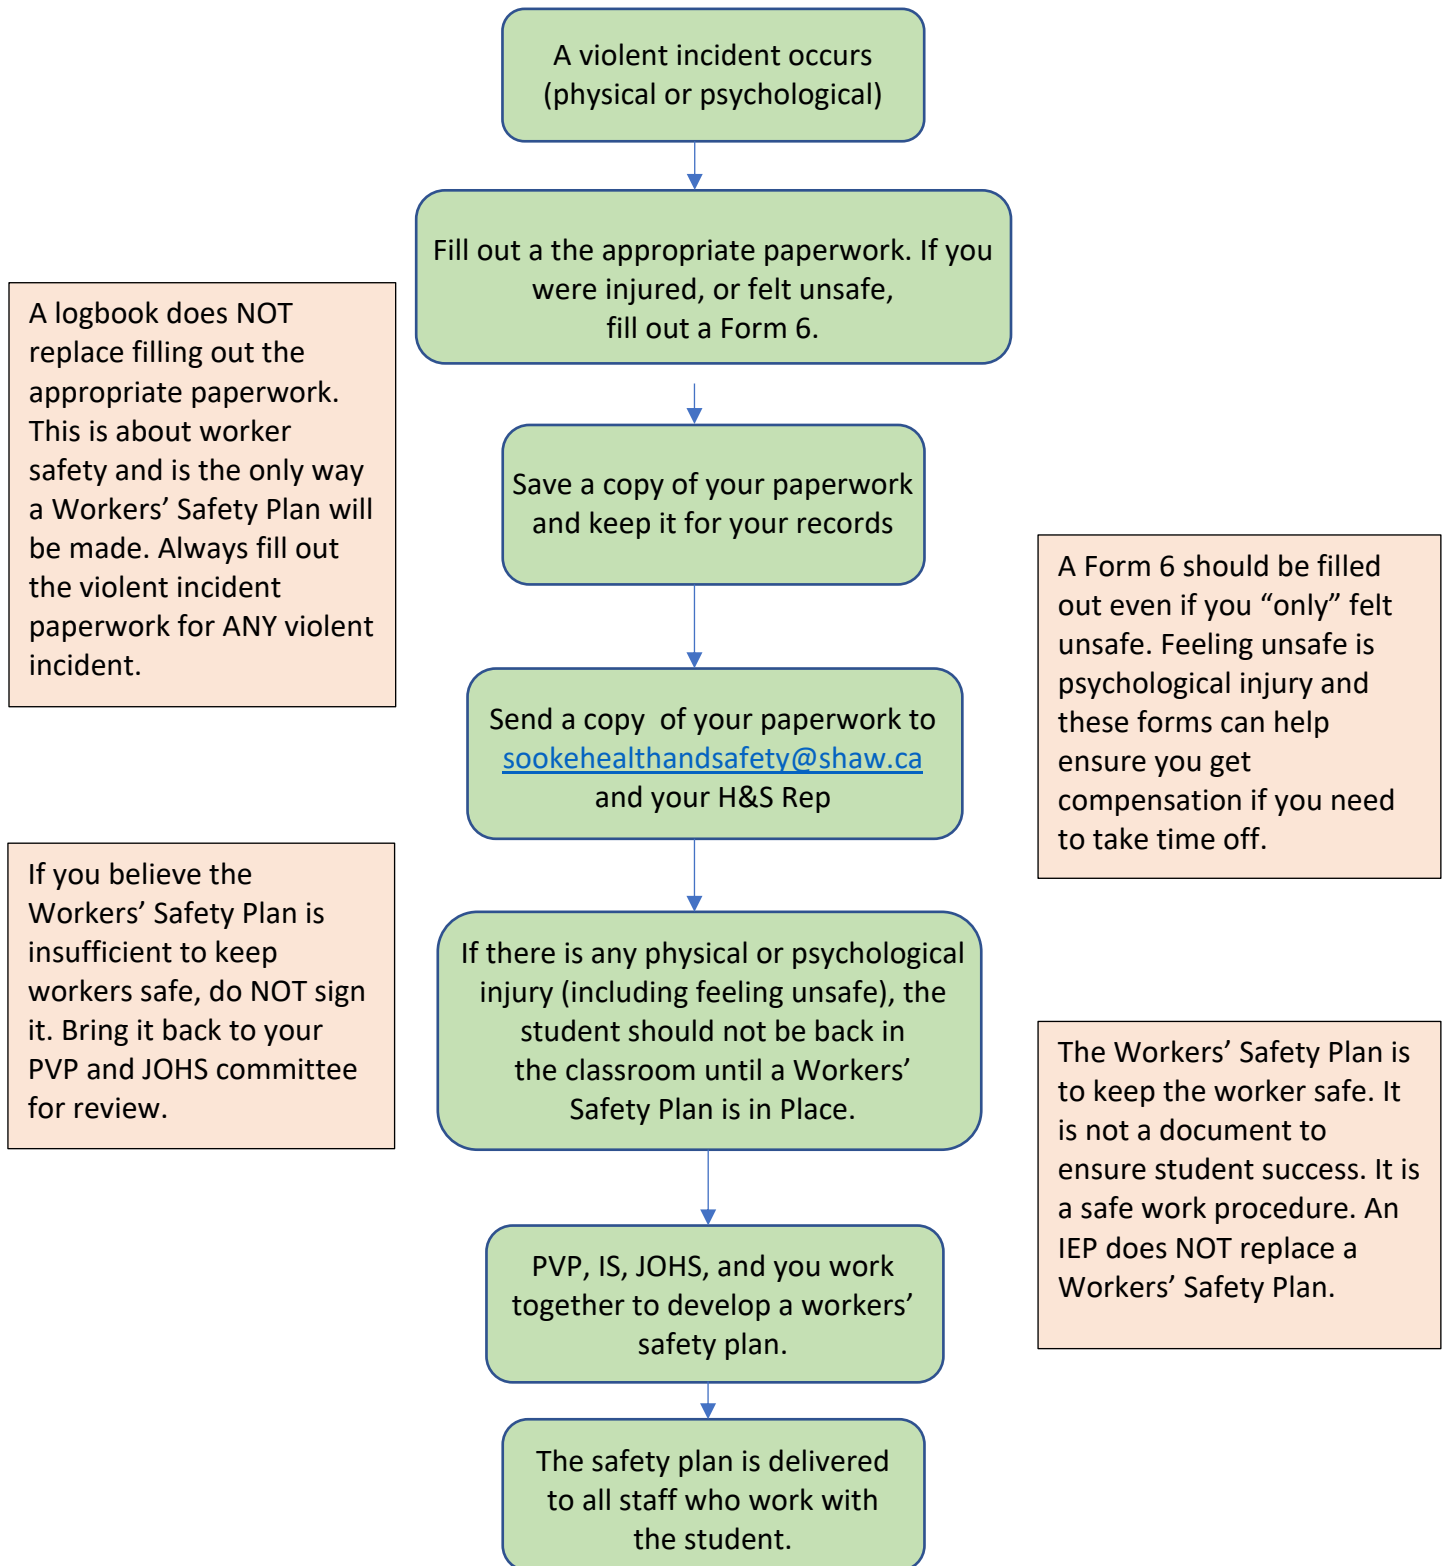 A violent incident occurs
(physical or psychological)
Fill out a the appropriate paperwork. If you
were injured, or felt unsafe,
fill out a Form 6.
A logbook does NOT
replace filling out the
appropriate paperwork.
This is about worker
safety and is the only way
a Workers’ Safety Plan will
be made. Always fill out
the violent incident
paperwork for ANY violent
incident.
Save a copy of your paperwork
and keep it for your records
A Form 6 should be filled
out even if you “only” felt
unsafe. Feeling unsafe is
psychological injury and
these forms can help
ensure you get
compensation if you need
to take time off.
Send a copy  of your paperwork to
sookehealthandsafety@shaw.ca
and your H&S Rep
If you believe the
Workers’ Safety Plan is
insufficient to keep
workers safe, do NOT sign
it. Bring it back to your
PVP and JOHS committee
for review.
If there is any physical or psychological
injury (including feeling unsafe), the
student should not be back in
the classroom until a Workers’
Safety Plan is in Place.
The Workers’ Safety Plan is
to keep the worker safe. It
is not a document to
ensure student success. It is
a safe work procedure. An
IEP does NOT replace a
Workers’ Safety Plan.
PVP, IS, JOHS, and you work
together to develop a workers’
safety plan.
The safety plan is delivered
to all staff who work with
the student.